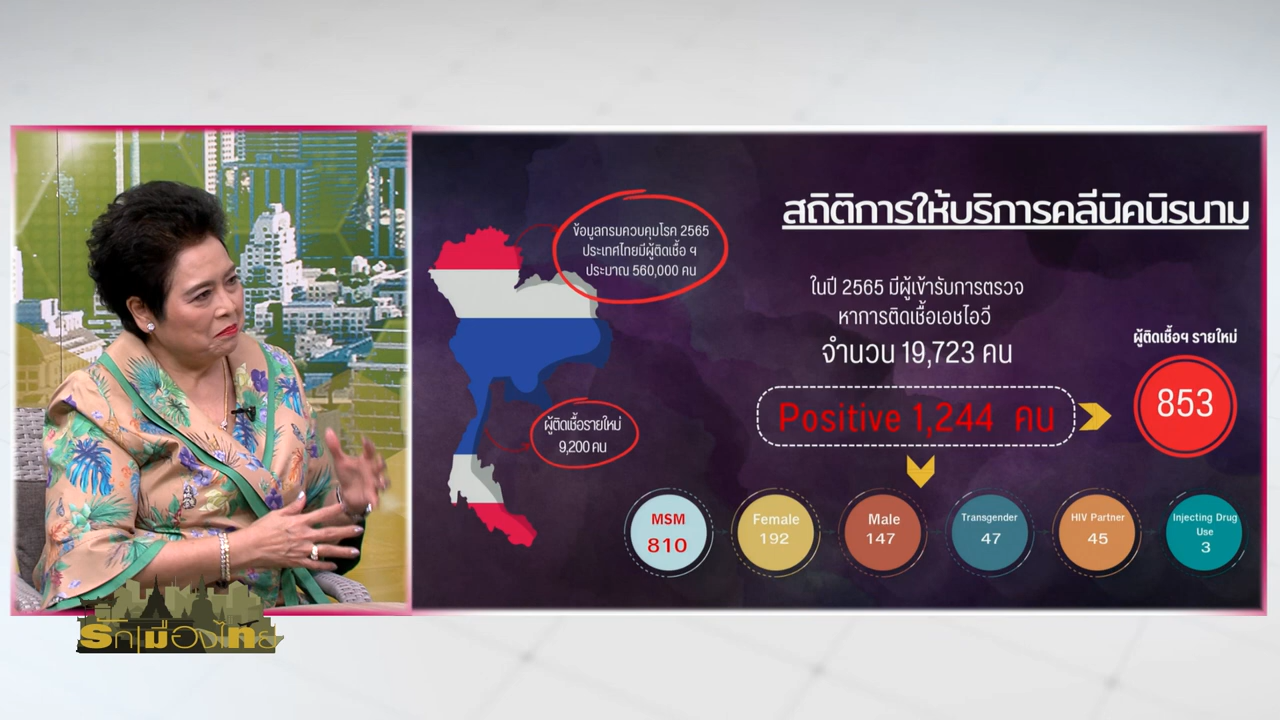 สถิติการให้บริการคลีนิคนิรนาม
ข้อมูลกรมควบคุมโรค 2565
ประเทศไทยมีผู้ติดเชื้อ ฯ
ประมาณ 560,000 คน
ผู้ติดเชื้อรายใหม่
9,200 คน
ในปี 2565 มีผู้เข้ารับการตรวจ
หาการติดเชื้อเอชไอวี
จำนวน 19,723 คน
Positive 1,244 คน
ผู้ติดเชื้อฯ รายใหม่
853
MSM
810
Female
192
Male
147
Transgender
47
HIV Partner
45
Injecting Drug
Use
3
รักเมืองไทย